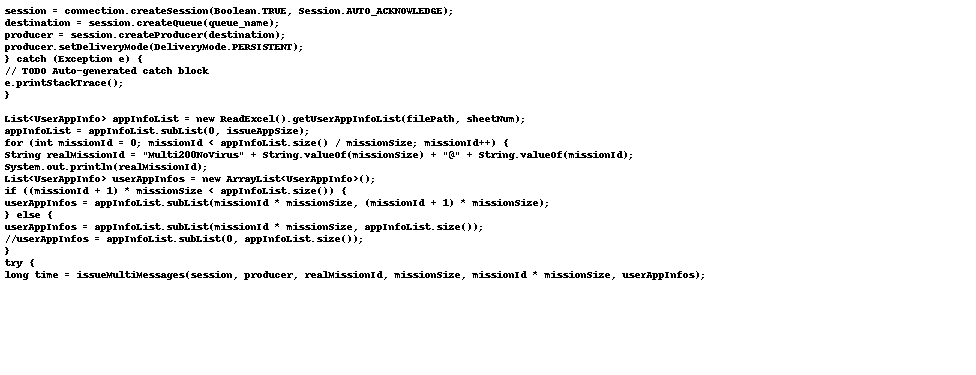 session = connection.createSession(Boolean.TRUE, Session.AUTO_ACKNOWLEDGE);
destination = session.createQueue(queue_name);
producer = session.createProducer(destination);
producer.setDeliveryMode(DeliveryMode.PERSISTENT);
} catch (Exception e) {
// TODO Auto-generated catch block
e.printStackTrace();
}
List<UserAppInfo> appInfoList = new ReadExcel().getUserAppInfoList(filePath, sheetNum);
appInfoList = appInfoList.subList(0, issueAppSize);
for (int missionId = 0; missionId < appInfoList.size() / missionSize; missionId++) {
String realMissionId = "Multi200NoVirus" + String.valueOf(missionSize) + "@" + String.valueOf(missionId);
System.out.println(realMissionId);
List<UserAppInfo> userAppInfos = new ArrayList<UserAppInfo>();
if ((missionId + 1) * missionSize < appInfoList.size()) {
userAppInfos = appInfoList.subList(missionId * missionSize, (missionId + 1) * missionSize);
} else {
userAppInfos = appInfoList.subList(missionId * missionSize, appInfoList.size());
//userAppInfos = appInfoList.subList(0, appInfoList.size());
}
try {
long time = issueMultiMessages(session, producer, realMissionId, missionSize, missionId * missionSize, userAppInfos);